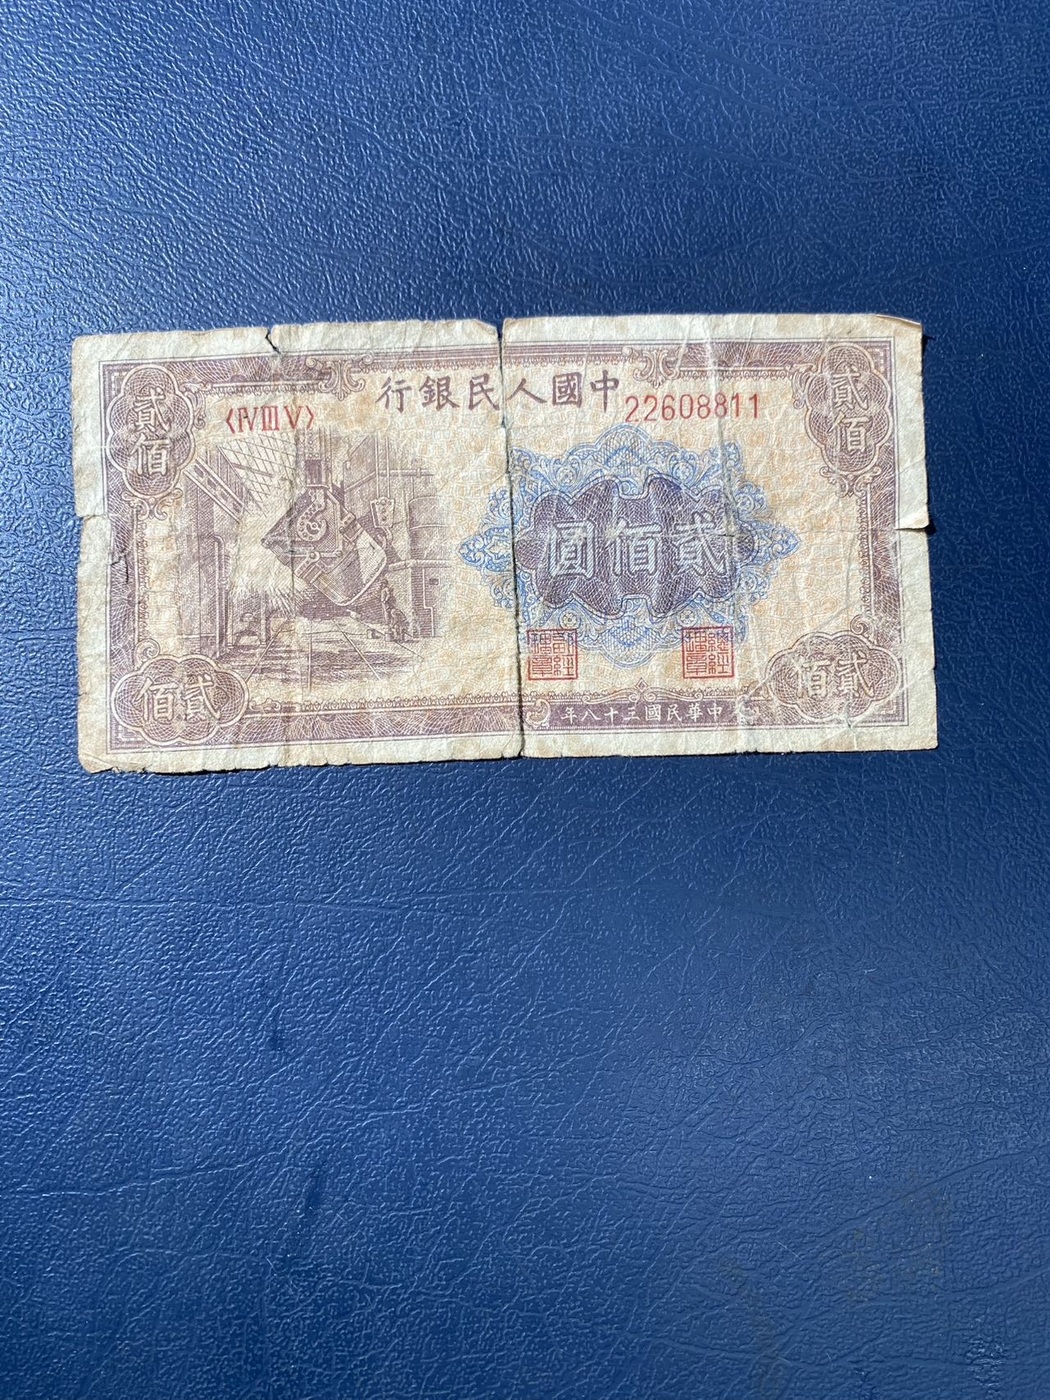 中國人民銀行
貳佰
貳佰
〈Ⅳ Ⅲ Ⅴ〉
22608811
貳佰圓
貳佰
貳佰
中華民國三十八年